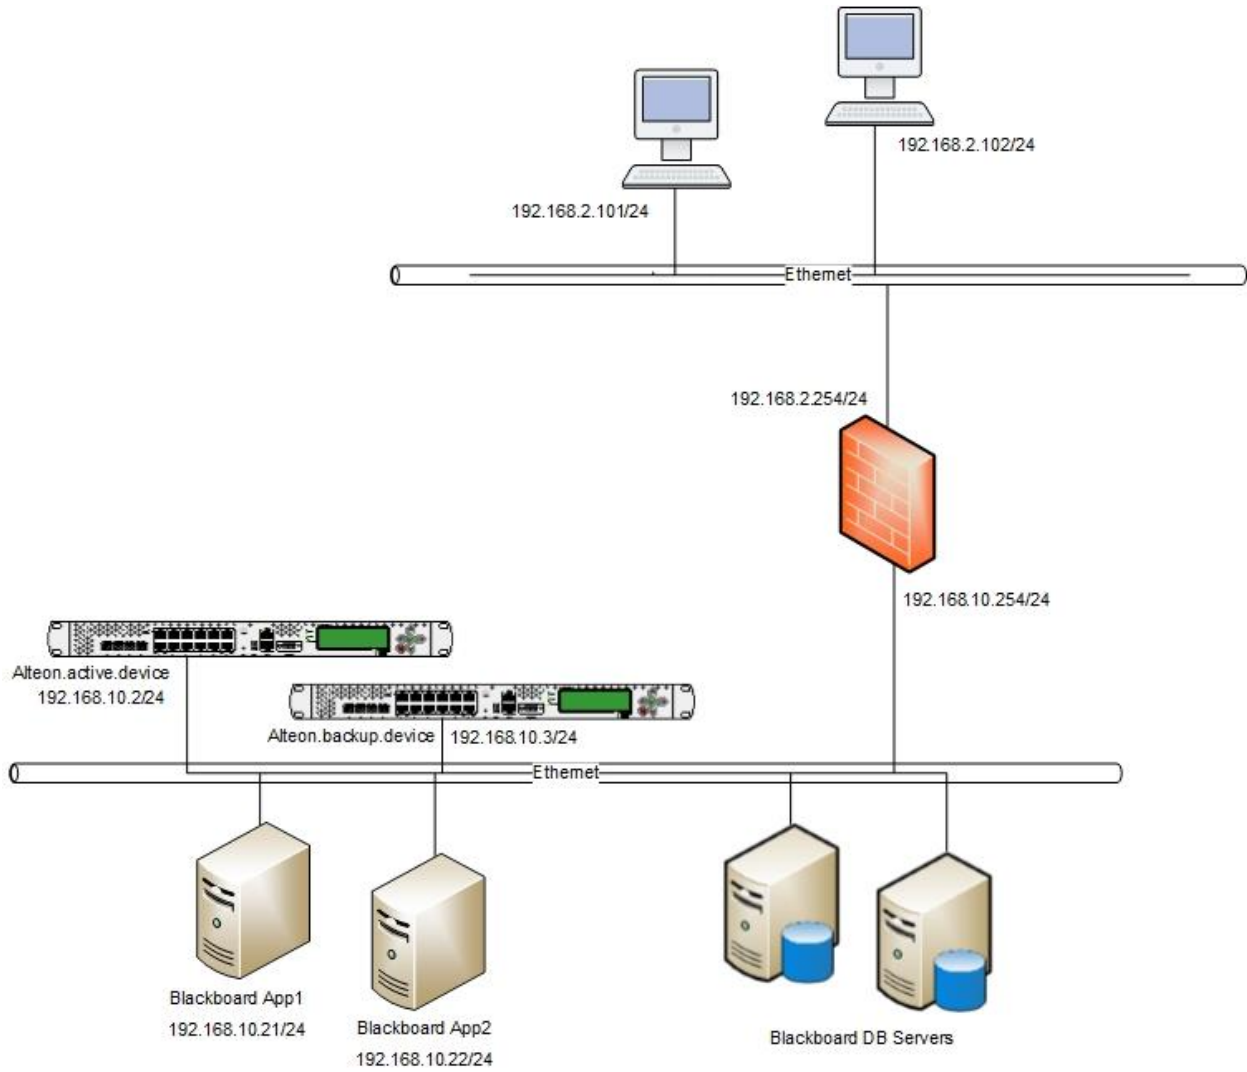 192.168.2.102/24
192.168.2.101/24
Ethernet
192.168.2.254/24
192.168.10.254/24
Alteon.active.device
192.168.10.2/24
Alteon.backup.device
192.168.10.3/24
Ethernet
Blackboard App1
192.168.10.21/24
Blackboard App2
192.168.10.22/24
Blackboard DB Servers